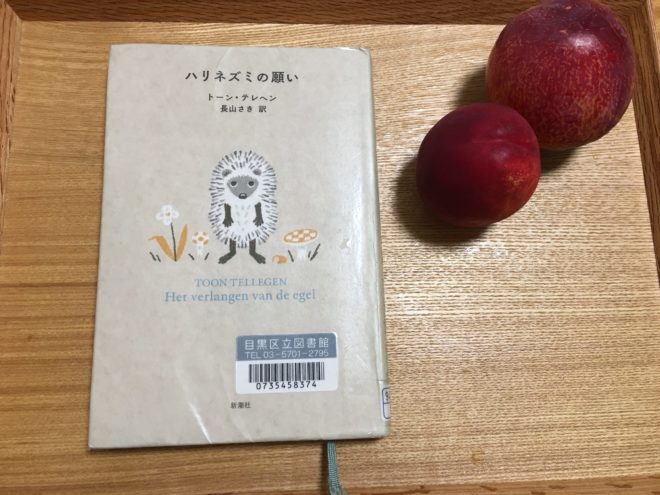 ハリネズミの願い
トーン・テレヘン
長山さき 訳
TOON TELLEGEN
Het verlangen van de egel
目黒区立図書館
TEL 03-5701-2795
0735458374
新潮社